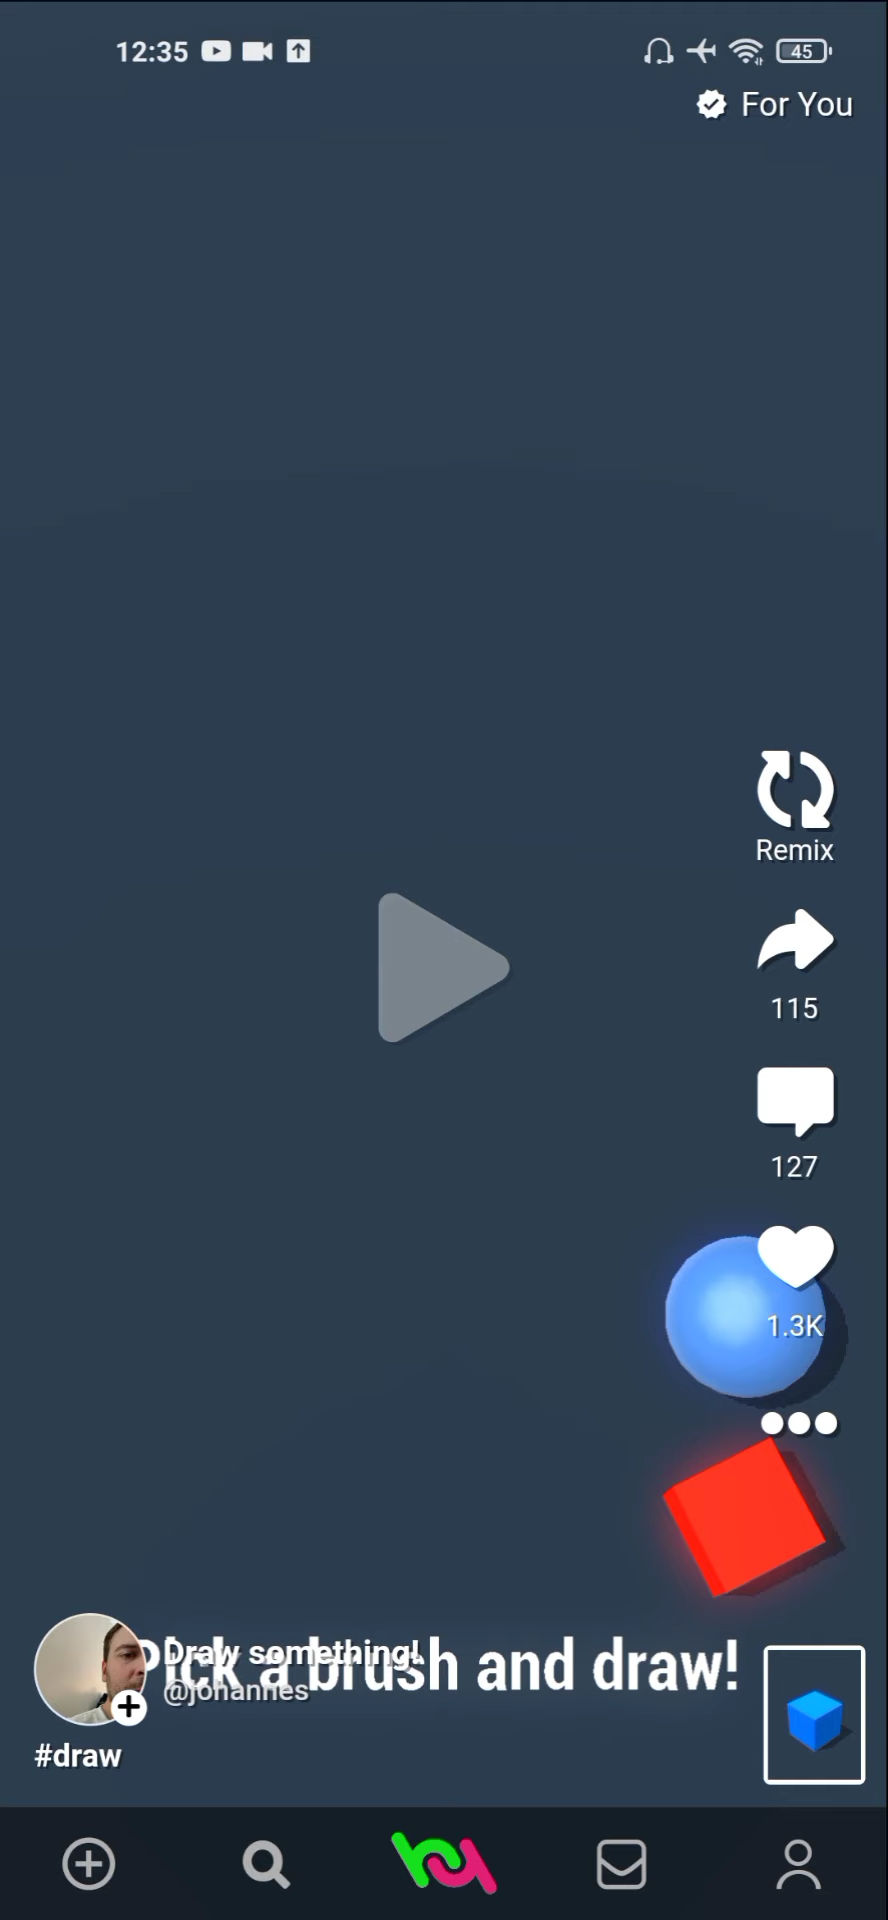 12:35
45
For You
Remix
115
127
1.3K
Draw something!
Pick a brush and draw!
@johannes
#draw